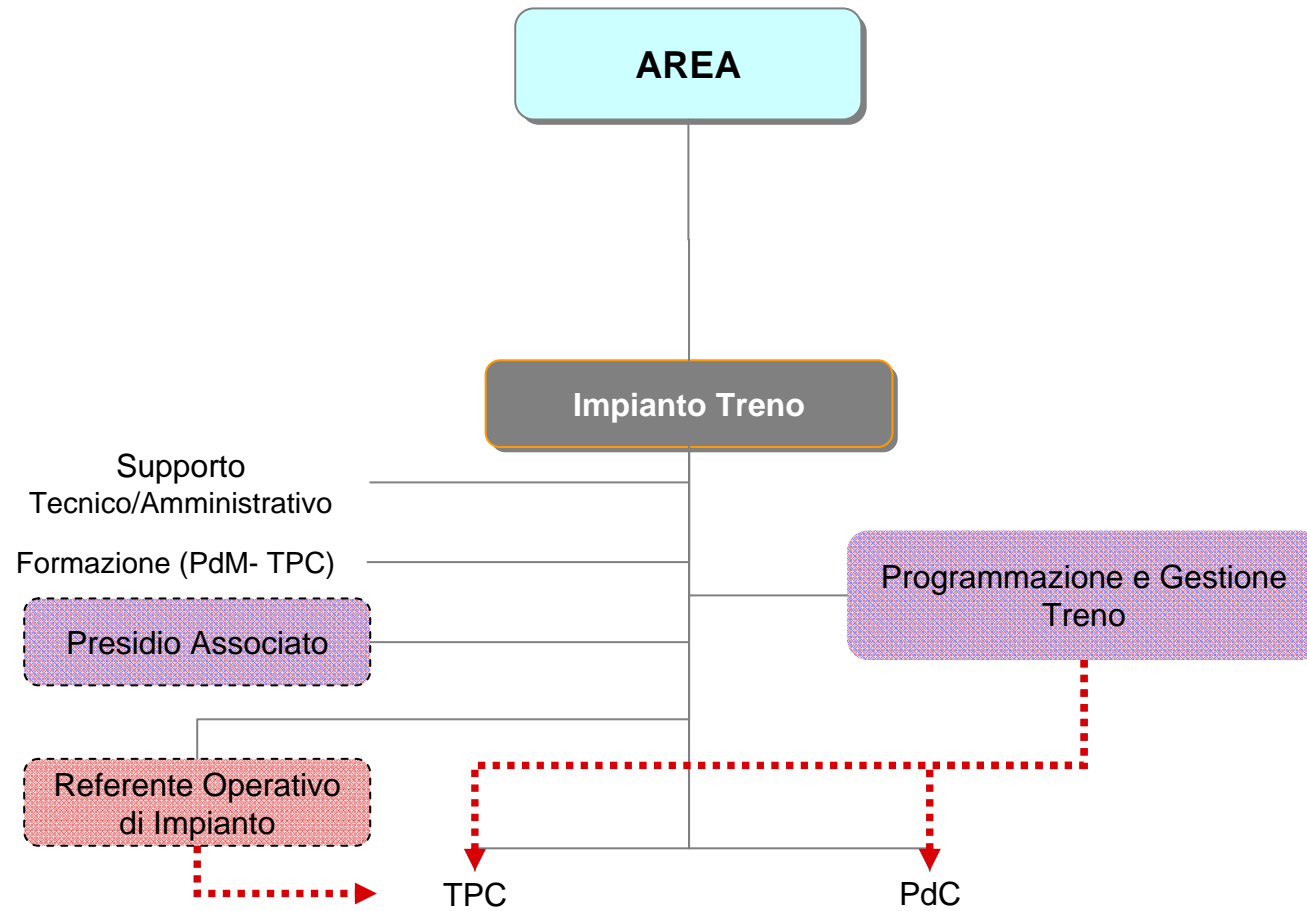 AREA
Impianto Treno
Supporto
Tecnico/Amministrativo
Formazione (PdM- TPC)
Programmazione e Gestione
Treno
Presidio Associato
Referente Operativo
di Impianto
TPC
PdC